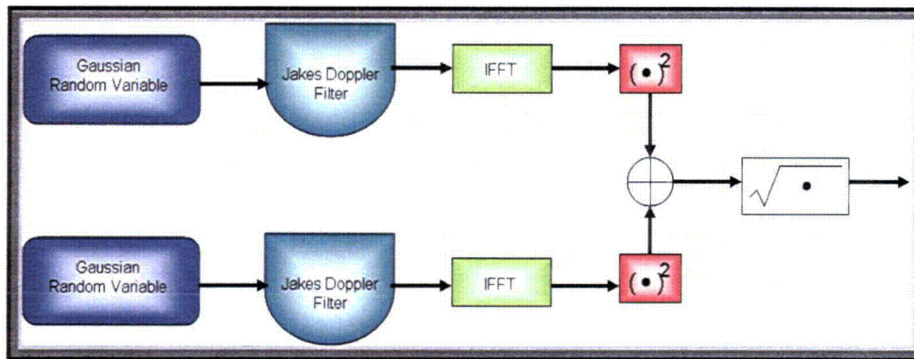 Gaussian
Random Variable
Jakes Doppler
Filter
IFFT
(•)²
√•
Gaussian
Random Variable
Jakes Doppler
Filter
IFFT
(•)²